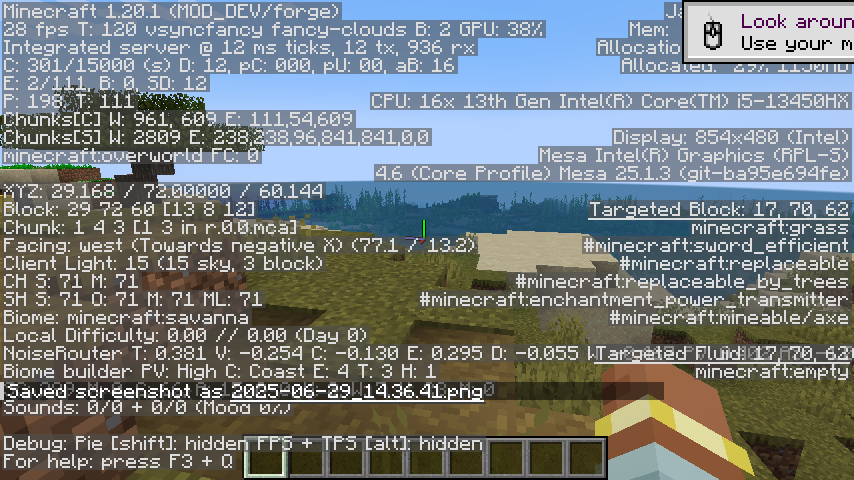 Minecraft 1.20.1 (MOD_DEV/forge)
28 fps T: 120 vsyncfancy fancy-clouds B: 2 GPU: 38%
Integrated server @ 12 ms ticks, 12 tx, 936 rx
C: 301/15000 (s) D: 12, pC: 000, pU: 00, aB: 16
E: 2/111, B: 0, SD: 12
P: 198
Chunks[C] W: 961, 609 E: 111,54,609
Chunks[S] W: 2809 E:
minecraft:overworld FC: 0
XYZ: 29.168 / 72.00000 / 60.144
Block: 29 72 60 [13 8 12]
Chunk: 1 4 3 [1 3 in r.0.0.mca]
Facing: west (Towards negative X) (77.1 / 13.2)
Client Light: 15 (15 sky, 3 block)
CH S: 71 M: 71
SH S: 71 O: 71 M: 71 ML: 71
Biome: minecraft:savanna
Local Difficulty: 0.00 // 0.00 (Day 0)
NoiseRouter T: 0.381 V: -0.254 C: -0.130 E: 0.295 D: -0.055
Biome builder PV: High C: Coast E: 4 T: 3 H: 1
Saved screenshot as 2025-06-29_14.36.41.png
Sounds: 0/0 + 0/0 (Mood 0%)
Debug: Pie [shift]: hidden FPS + TPS [alt]: hidden
For help: press F3 + Q
Mem:
Look aroun
Use your m
CPU: 16x 13th Gen Intel(R) Core(TM) i5-13450HX
Display: 854x480 (Intel)
Mesa Intel(R) Graphics (RPL-S)
4.6 (Core Profile) Mesa 25.1.3 (git-ba95e694fe)
Targeted Block: 17, 70, 62
minecraft:grass
#minecraft:sword_efficient
#minecraft:replaceable
#minecraft:replaceable_by_trees
#minecraft:enchantment_power_transmitter
#minecraft:mineable/axe
Targeted Fluid: 17, 70, 62
minecraft:empty